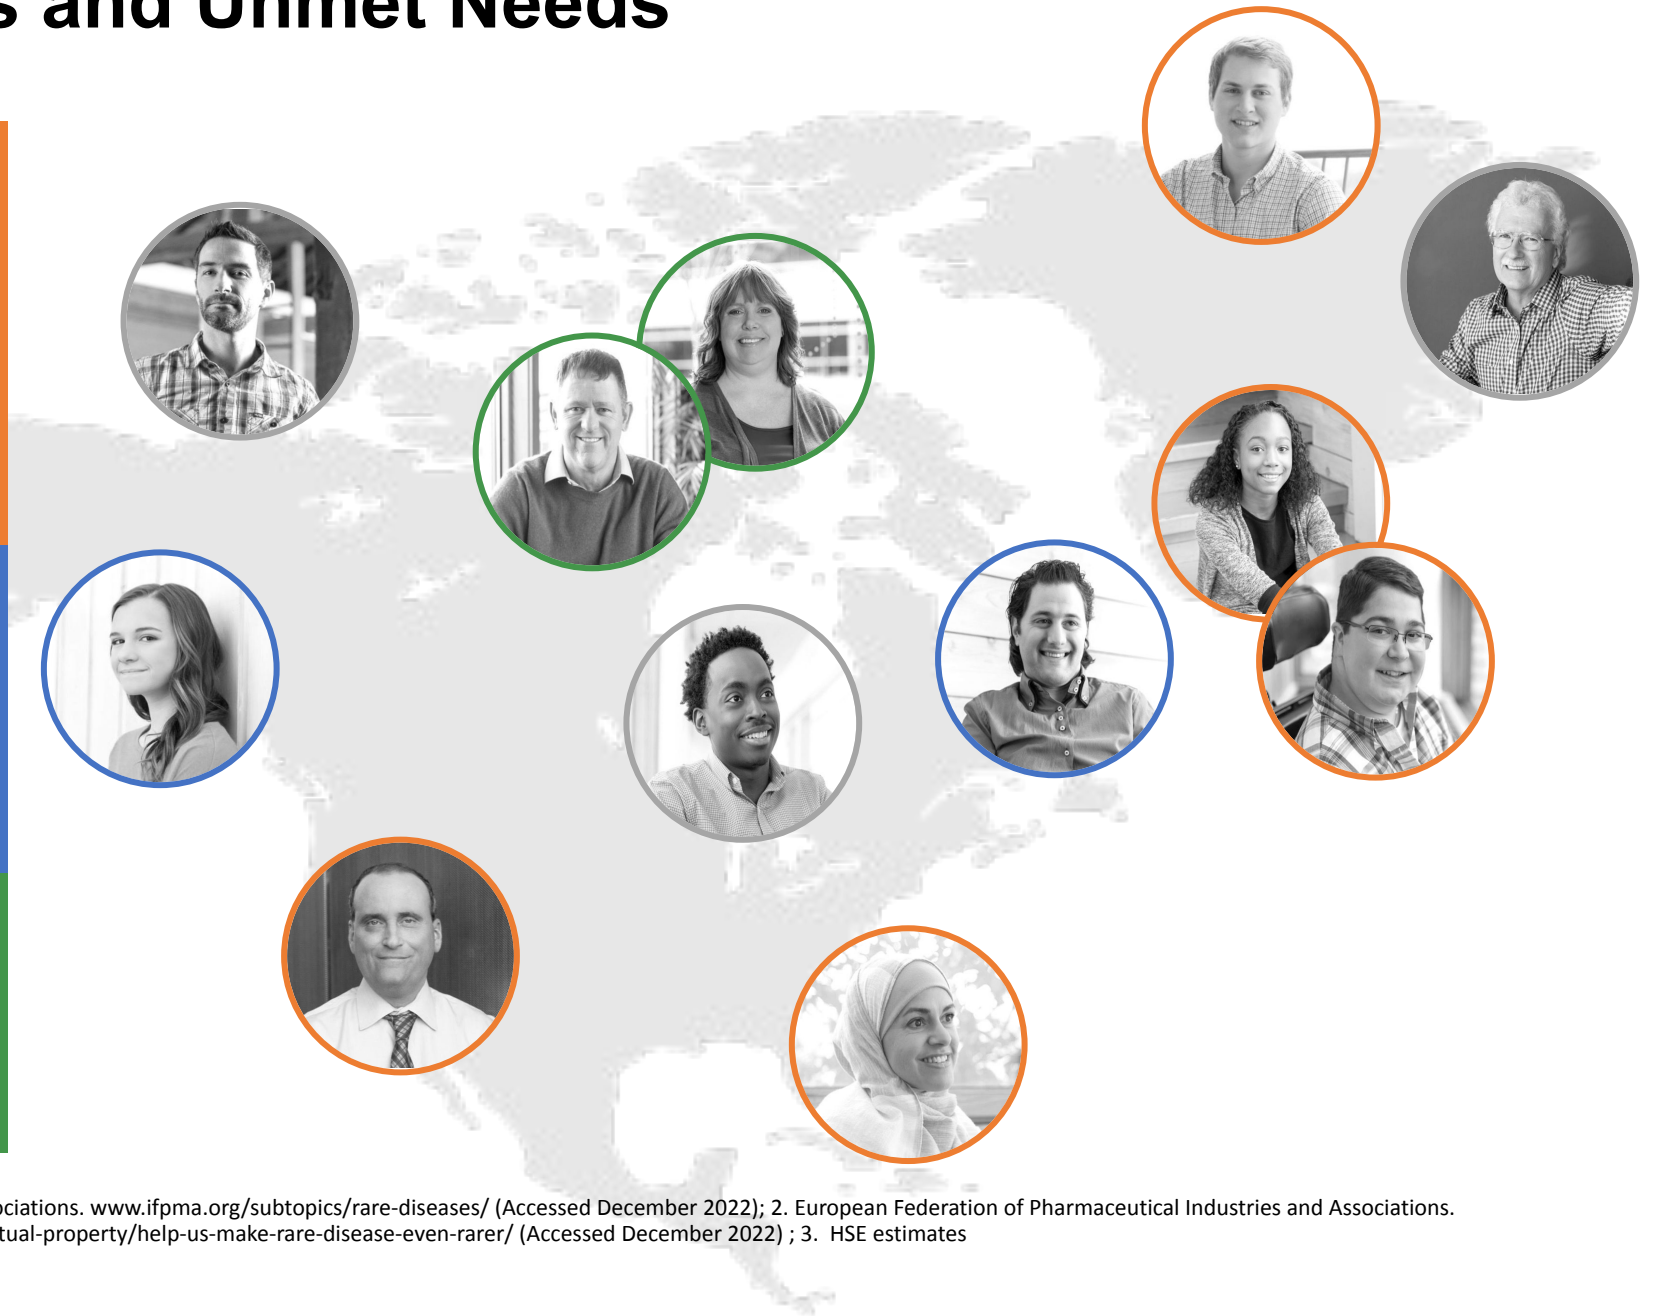 and Unmet Needs
www.ifpma.org/subtopics/rare-diseases/ (Accessed December 2022); 2. European Federation of Pharmaceutical Industries and Associations.
tual-property/help-us-make-rare-disease-even-rarer/ (Accessed December 2022) ; 3. HSE estimates